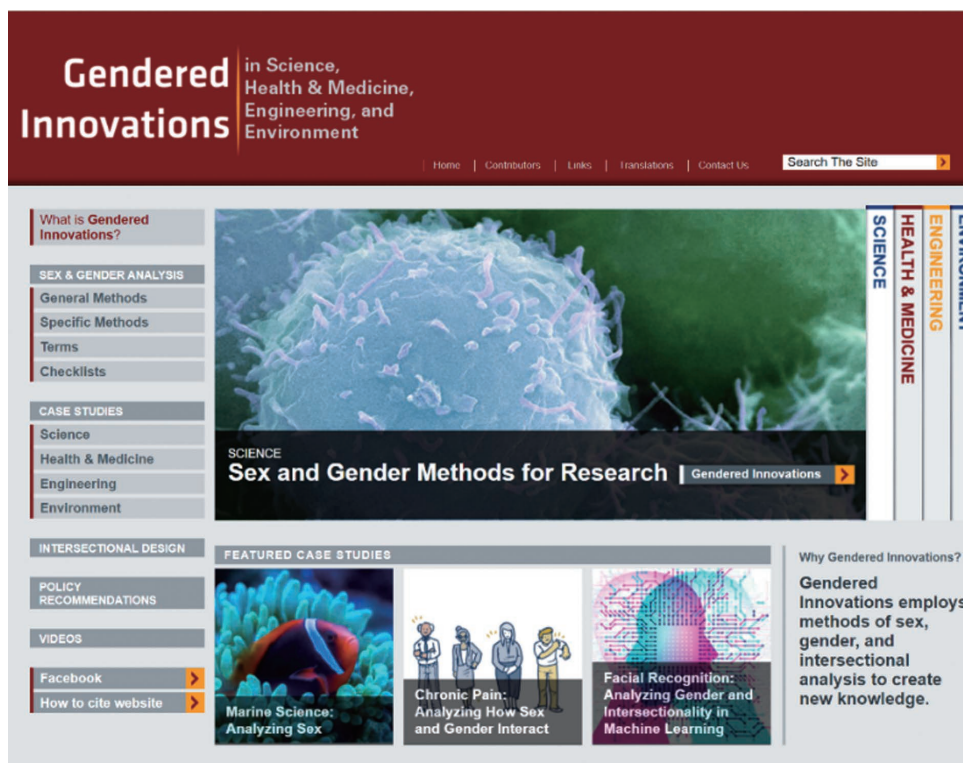 Gendered
Innovations
in Science,
Health & Medicine,
Engineering, and
Environment
Home | Contributors | Links | Translations | Contact Us
Search The Site
What is Gendered
Innovations?
SEX & GENDER ANALYSIS
General Methods
Specific Methods
Terms
Checklists
CASE STUDIES
Science
Health & Medicine
Engineering
Environment
INTERSECTIONAL DESIGN
POLICY
RECOMMENDATIONS
VIDEOS
Facebook
How to cite website
SCIENCE
Sex and Gender Methods for Research
Gendered Innovations
SCIENCE
HEALTH & MEDICINE
ENGINEERING
ENVIRONMENT
FEATURED CASE STUDIES
Marine Science:
Analyzing Sex
Chronic Pain:
Analyzing How Sex
and Gender Interact
Facial Recognition:
Analyzing Gender and
Intersectionality in
Machine Learning
Why Gendered Innovations?
Gendered
Innovations employs
methods of sex,
gender, and
intersectional
analysis to create
new knowledge.